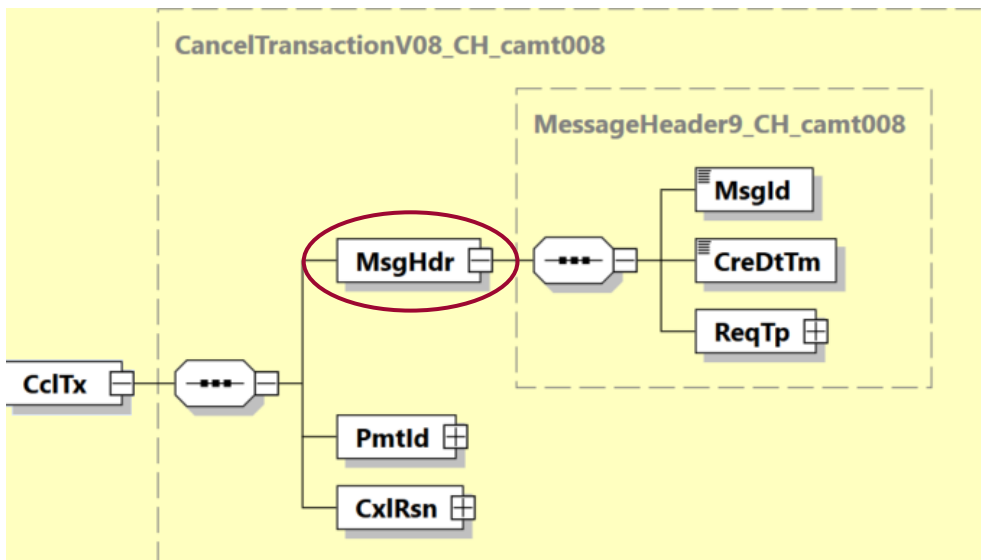 CancelTransactionV08_CH_camt008
MessageHeader9_CH_camt008
MsgId
MsgHdr
CreDtTm
ReqTp
CclTx
PmtId
CxlRsn